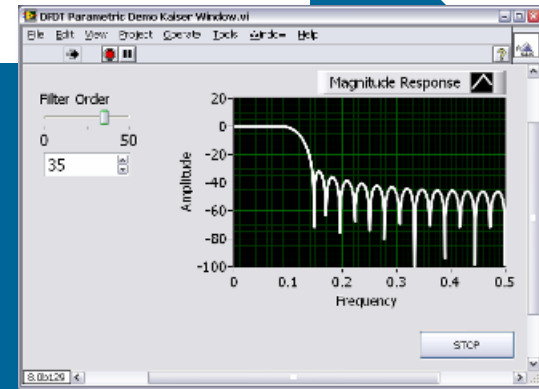 DFDT Parametric Demo Kaiser Window.vi
File Edit View Project Operate Tools Window Help
Magnitude Response
Filter Order
0 50
35
Amplitude
20
0
-20
-40
-60
-80
-100
0 0.1 0.2 0.3 0.4 0.5
Frequency
STOP
8.0b129